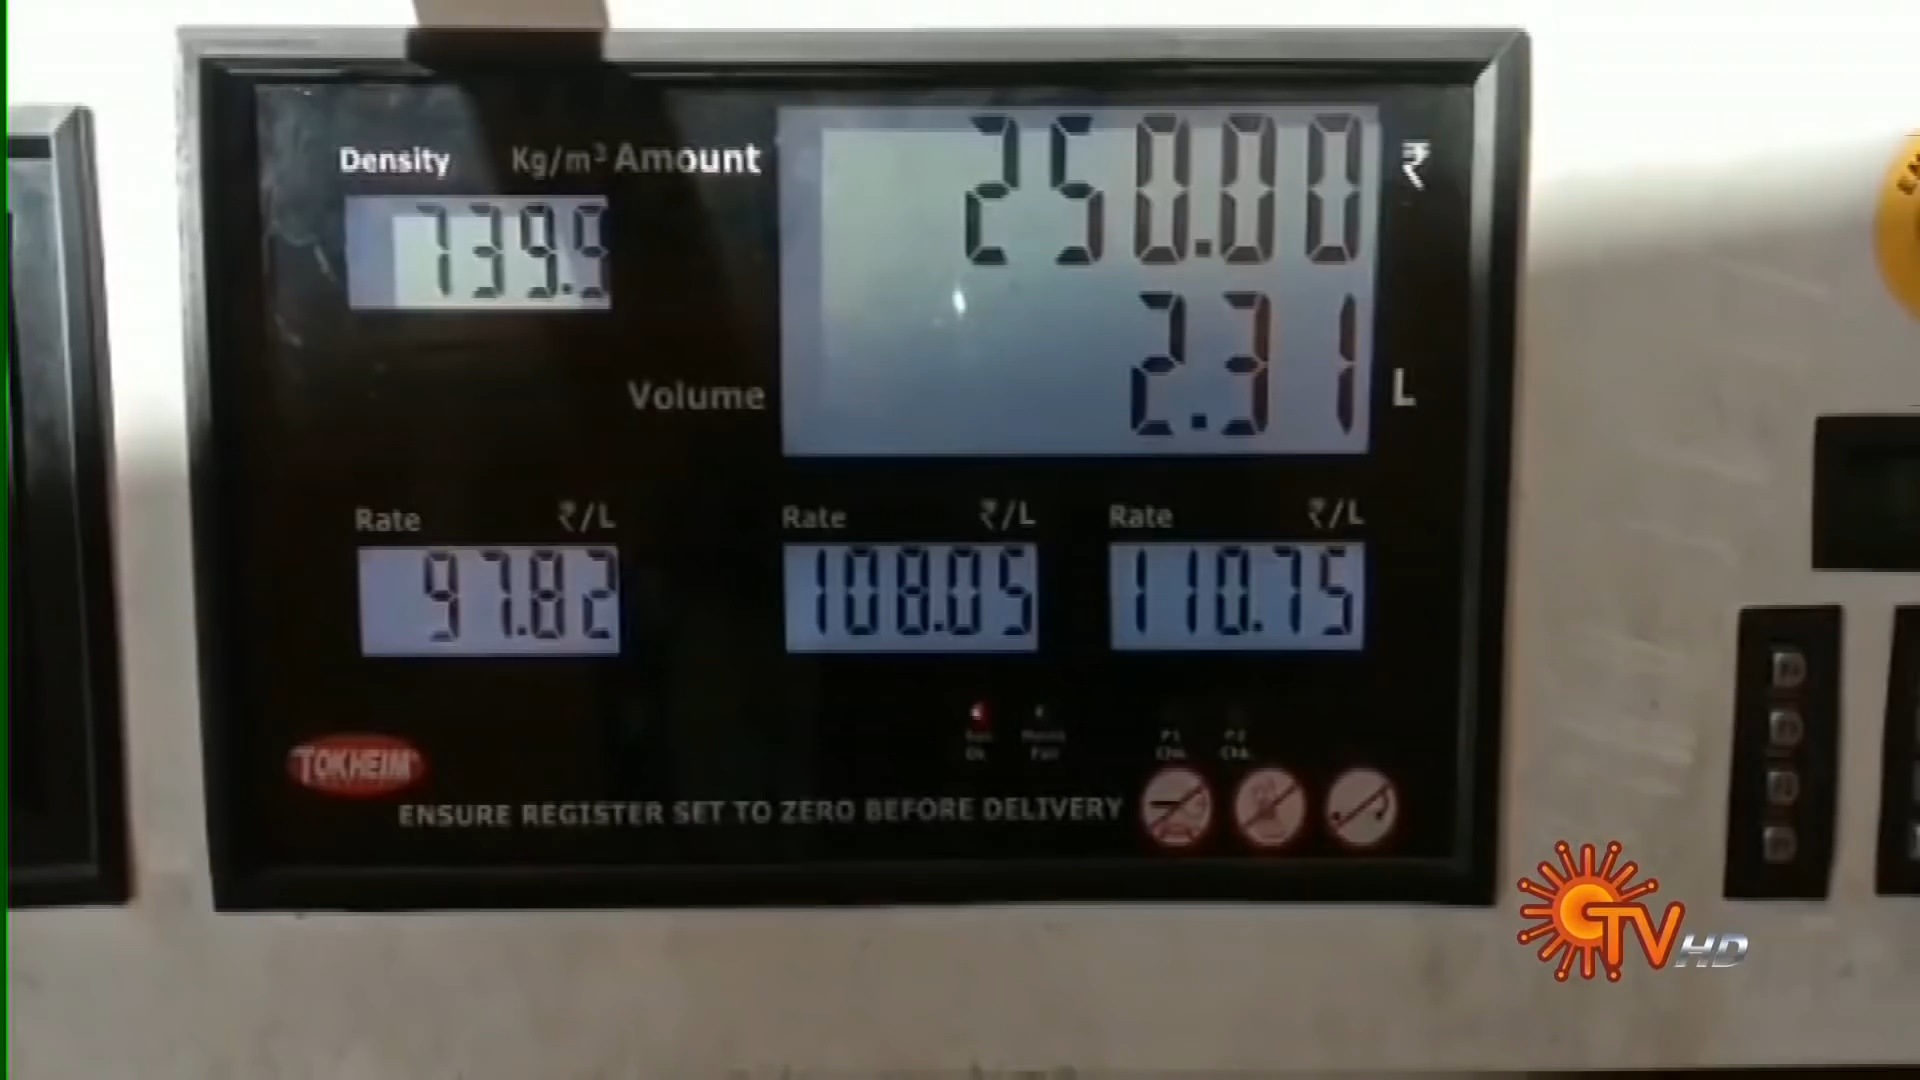 Density Kg/m³ Amount 250.00 ₹
739.9
Volume 2.31 L
Rate ₹/L Rate ₹/L Rate ₹/L
97.82 108.05 110.75
TOKHEIM
ENSURE REGISTER SET TO ZERO BEFORE DELIVERY
TV HD